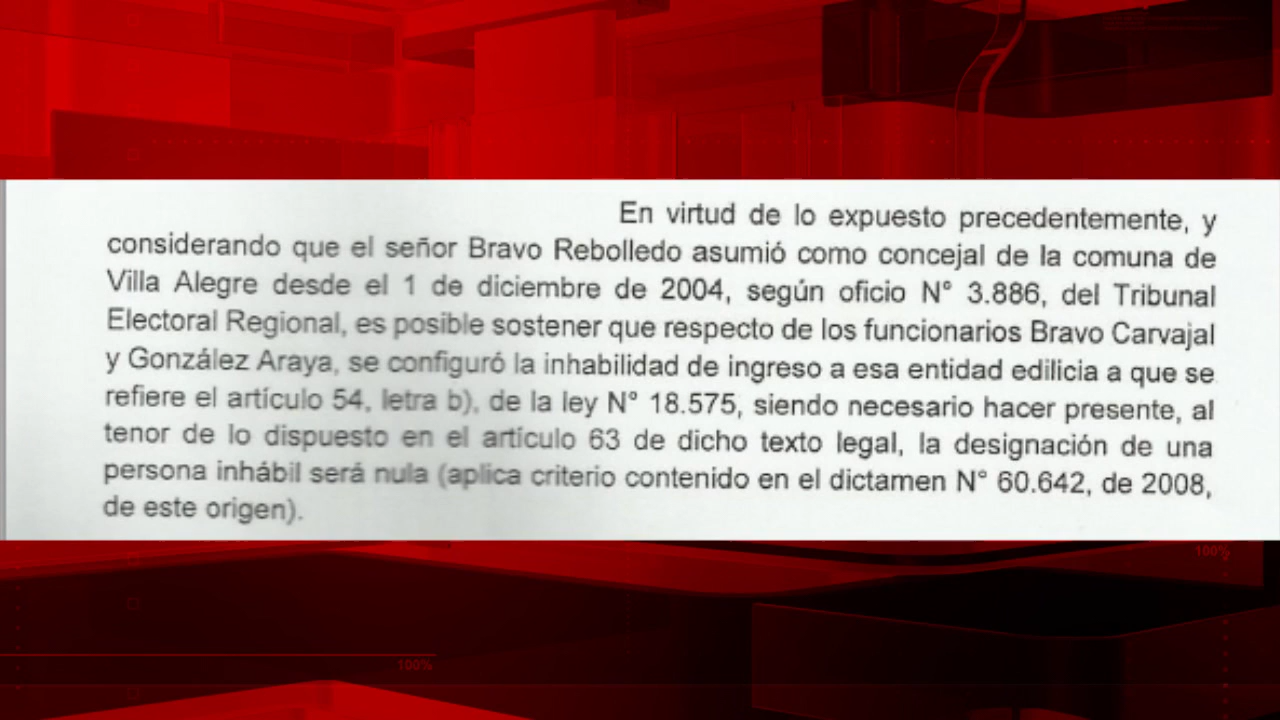 En virtud de lo expuesto precedentemente, y
considerando que el señor Bravo Rebolledo asumió como concejal de la comuna de
Villa Alegre desde el 1 de diciembre de 2004, según oficio N° 3.886, del Tribunal
Electoral Regional, es posible sostener que respecto de los funcionarios Bravo Carvajal
y González Araya, se configuró la inhabilidad de ingreso a esa entidad edilicia a que se
refiere el artículo 54, letra b), de la ley N° 18.575, siendo necesario hacer presente, al
tenor de lo dispuesto en el artículo 63 de dicho texto legal, la designación de una
persona inhábil será nula (aplica criterio contenido en el dictamen N° 60.642, de 2008,
de este origen).
100%
100%